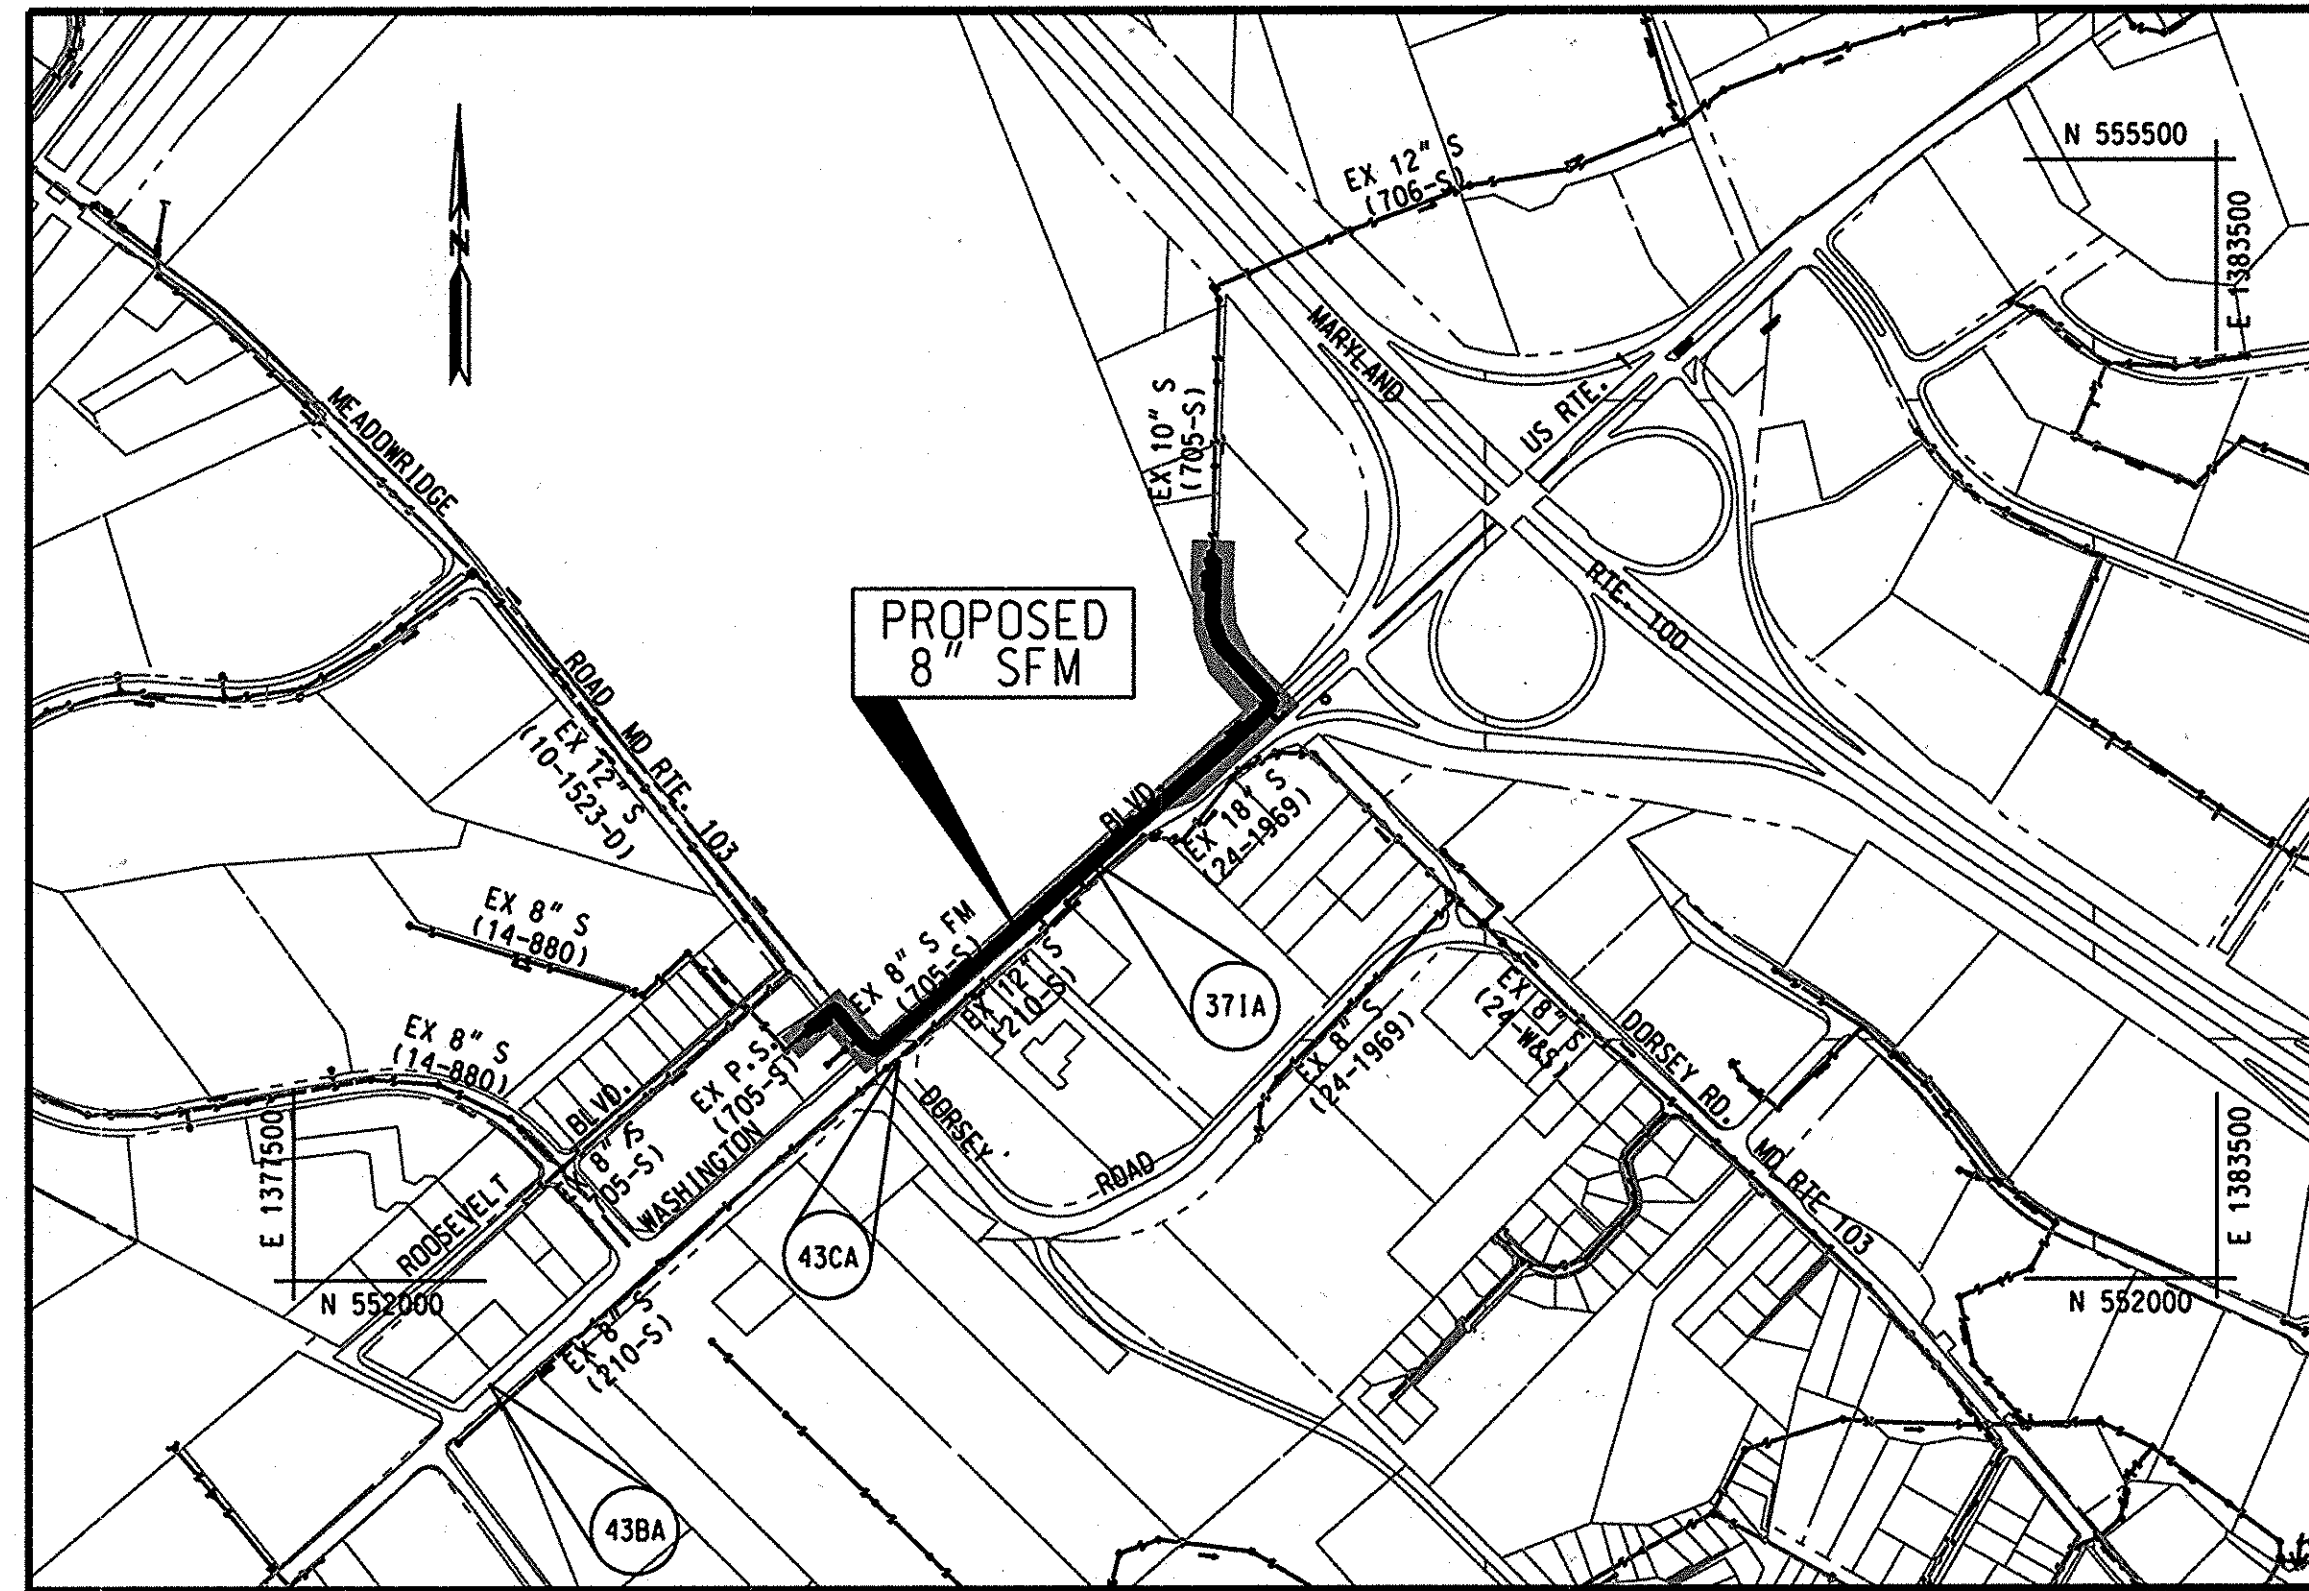 N 555500
E 1383500
EX 12" S
(706-S)
MARYLAND
US RTE.
EX 10" S
(705-S)
MEADOWRIDGE
N
PROPOSED
8" SFM
RTE. 100
ROAD MD RTE. 103
EX 12" S
(10-1523-D)
BLVD.
EX 18" S
(24-1969)
EX 8" S
(14-880)
EX 8" S FM
(705-S)
EX 12" S
(210-S)
371A
EX 8" S
(14-880)
EX P.S.
(705-S)
EX 8" S
(24-1969)
EX 8" S
(24-W&S)
DORSEY RD.
MD RTE 103
DORSEY
ROAD
BLVD.
EX 8" S
05-S)
WASHINGTON
ROOSEVELT
E 1377500
N 552000
43CA
E 1383500
N 552000
EX 8" S
(210-S)
43BA